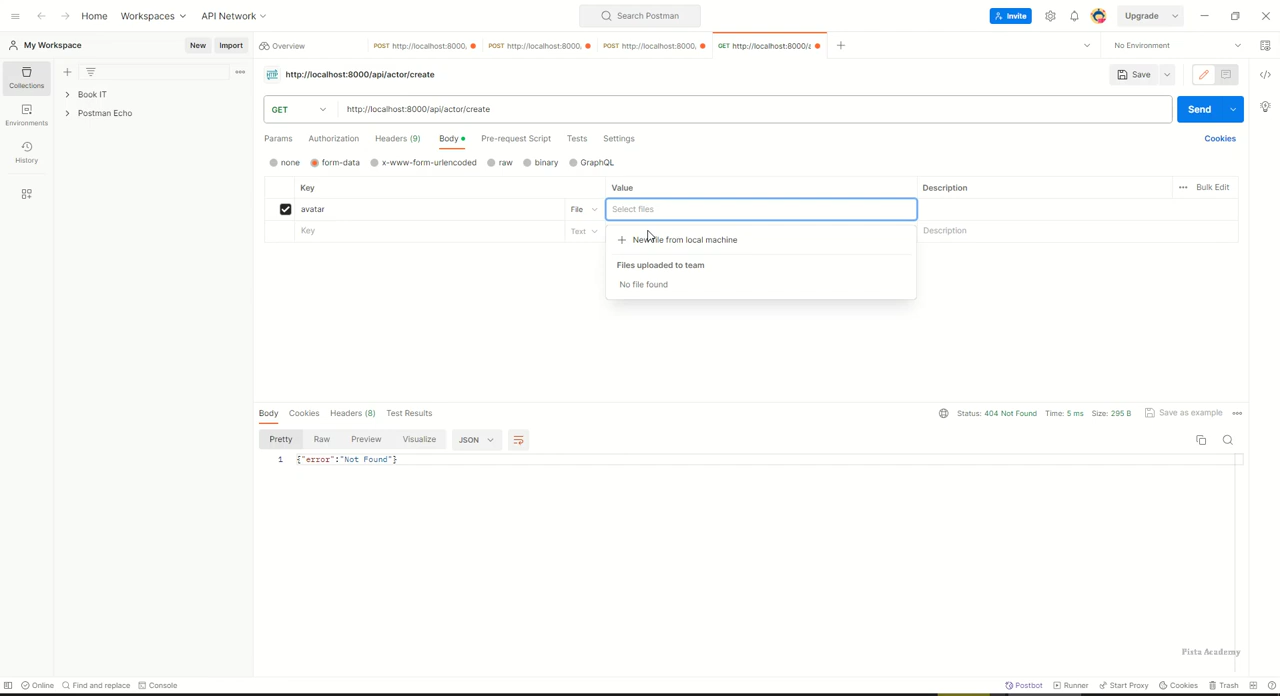 Home Workspaces API Network Search Postman Invite Upgrade
My Workspace New Import Overview POST http://localhost:8000, POST http://localhost:8000, POST http://localhost:8000, GET http://localhost:8000/a No Environment
Collections
Environments
History
Book IT
Postman Echo
HTTP http://localhost:8000/api/actor/create Save
GET http://localhost:8000/api/actor/create Send
Params Authorization Headers (9) Body Pre-request Script Tests Settings Cookies
none form-data x-www-form-urlencoded raw binary GraphQL
Key Value Description Bulk Edit
avatar File Select files
Key Text Description
New file from local machine
Files uploaded to team
No file found
Body Cookies Headers (8) Test Results Status: 404 Not Found Time: 5 ms Size: 295 B Save as example
Pretty Raw Preview Visualize JSON
1 {"error":"Not Found"}
Pista Academy
Online Find and replace Console Postbot Runner Start Proxy Cookies Trash